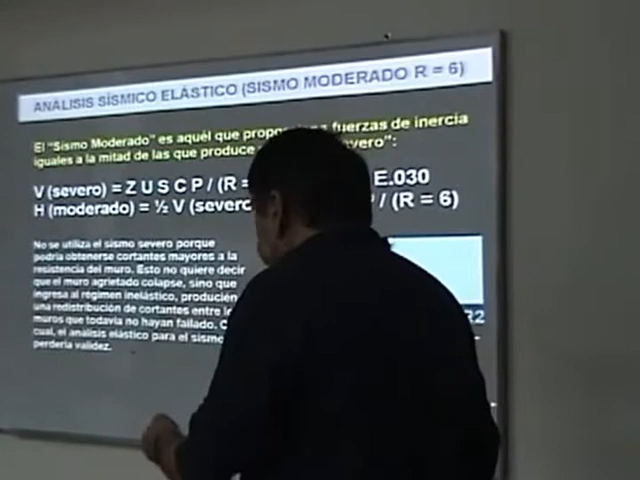 ANÁLISIS SÍSMICO ELÁSTICO (SISMO MODERADO R = 6)
El "Sismo Moderado" es aquél que fuerzas de inercia
iguales a la mitad de las que produce
V (severo) = Z U S C P / (R = E.030
H (moderado) = ½ V (severo / (R = 6)
No se utiliza el sismo severo porque
podría obtenerse cortantes mayores a la
resistencia del muro. Esto no quiere decir
que el muro agrietado colapse, sino que
ingresa al régimen inelástico,
una redistribución de cortantes entre
muros que todavía no hayan fallado.
cual, el análisis elástico para el sismo
perdería validez.